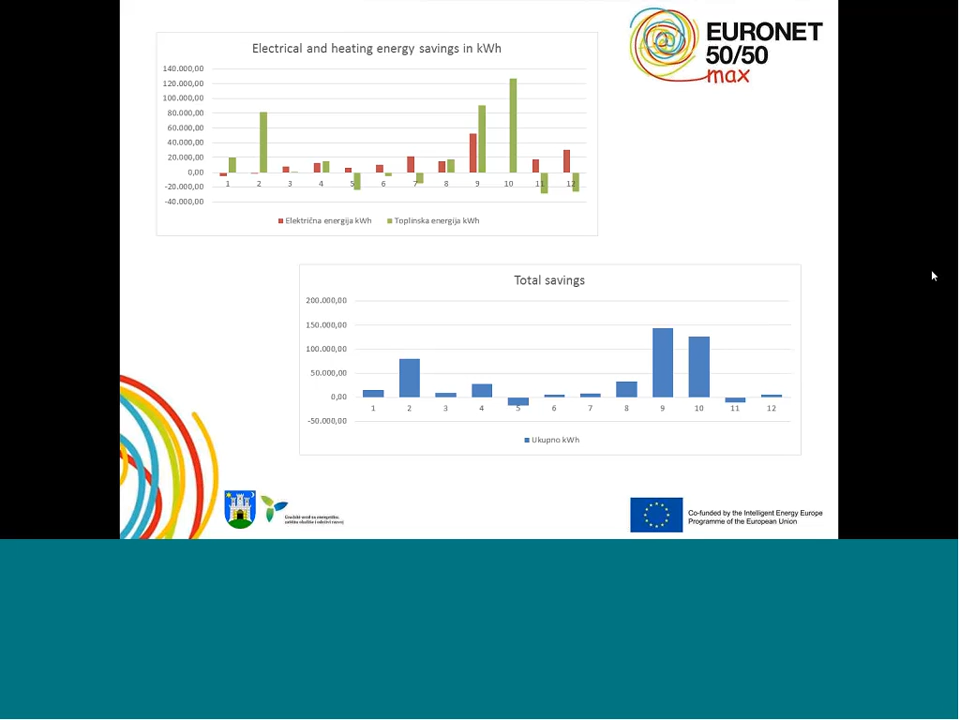 EURONET
50/50
max
Electrical and heating energy savings in kWh
140.000,00
120.000,00
100.000,00
80.000,00
60.000,00
40.000,00
20.000,00
0,00
-20.000,00
-40.000,00
1 2 3 4 5 6 7 8 9 10 11 12
Električna energija kWh Toplinska energija kWh
Total savings
200.000,00
150.000,00
100.000,00
50.000,00
0,00
-50.000,00
1 2 3 4 5 6 7 8 9 10 11 12
Ukupno kWh
Co-funded by the Intelligent Energy Europe
Programme of the European Union